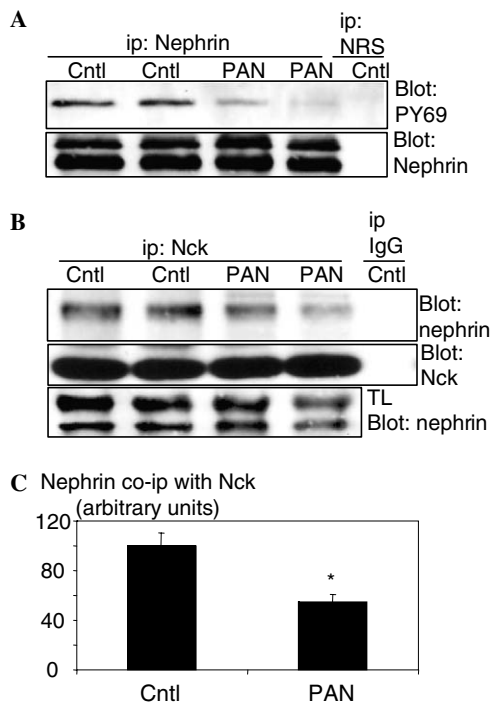 A
ip:
ip: Nephrin
NRS
Cntl Cntl PAN PAN Cntl
Blot:
PY69
Blot:
Nephrin
B
ip
ip: Nck
IgG
Cntl Cntl PAN PAN Cntl
Blot:
nephrin
Blot:
Nck
TL
Blot: nephrin
C Nephrin co-ip with Nck
(arbitrary units)
120
80
40
0
*
Cntl PAN